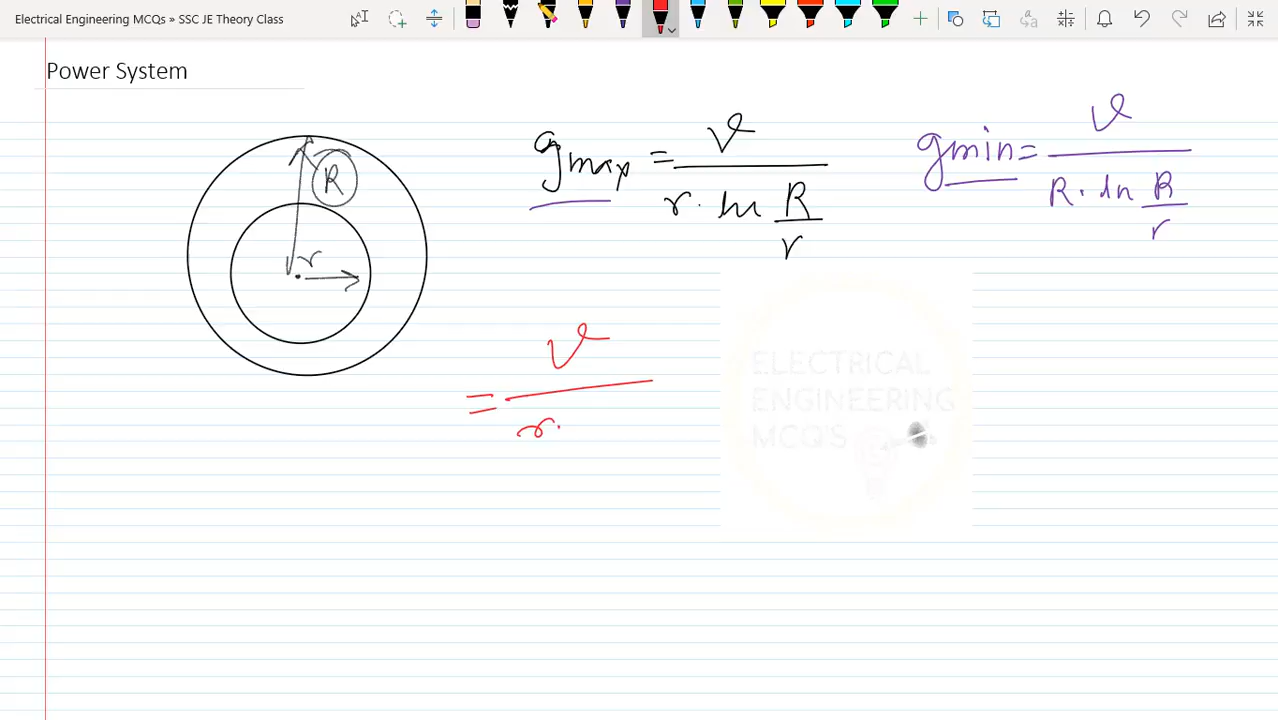 Electrical Engineering MCQs » SSC JE Theory Class
Power System
R
r
gmax = V / r · ln R/r
gmin = V / R · ln R/r
= V / r·
ELECTRICAL
ENGINEERING
MCQ'S